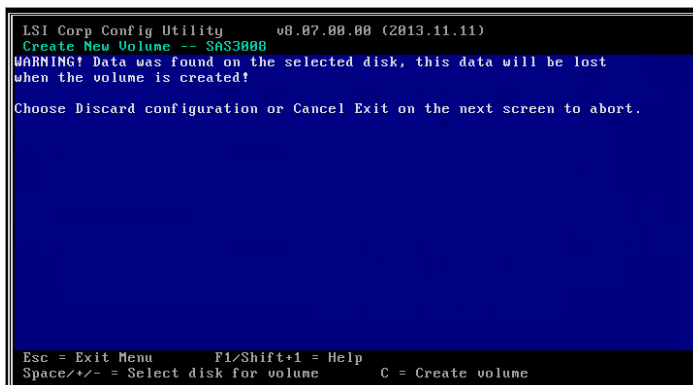 LSI Corp Config Utility v8.07.00.00 (2013.11.11)
Create New Volume -- SAS3008
WARNING! Data was found on the selected disk, this data will be lost
when the volume is created!
Choose Discard configuration or Cancel Exit on the next screen to abort.
Esc = Exit Menu F1/Shift+1 = Help
Space/+/- = Select disk for volume C = Create volume